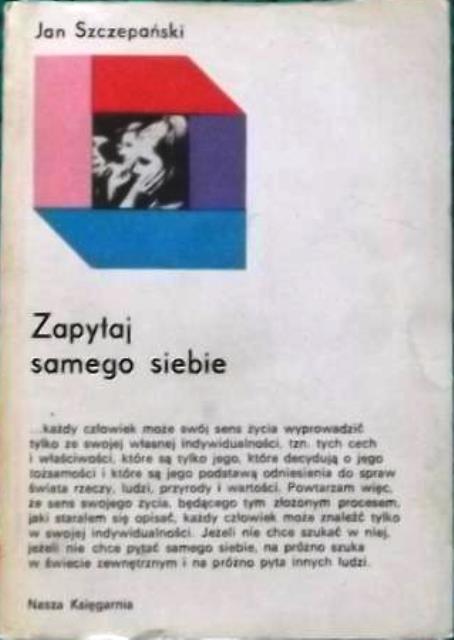 Jan Szczepański
Zapytaj
samego siebie
...każdy człowiek może swój sens życia wyprowadzić
tylko ze swojej własnej indywidualności, tzn. tych cech
i właściwości, które są tylko jego, które decydują o jego
tożsamości i które są jego podstawą odniesienia do spraw
świata rzeczy, ludzi, przyrody i wartości. Powtarzam więc,
że sens swojego życia, będącego tym złożonym procesem,
jaki starałem się opisać, każdy człowiek może znaleźć tylko
w swojej indywidualności. Jeżeli nie chce szukać w niej,
jeżeli nie chce pytać samego siebie, na próżno szuka
w świecie zewnętrznym i na próżno pyta innych ludzi.
Nasza Księgarnia